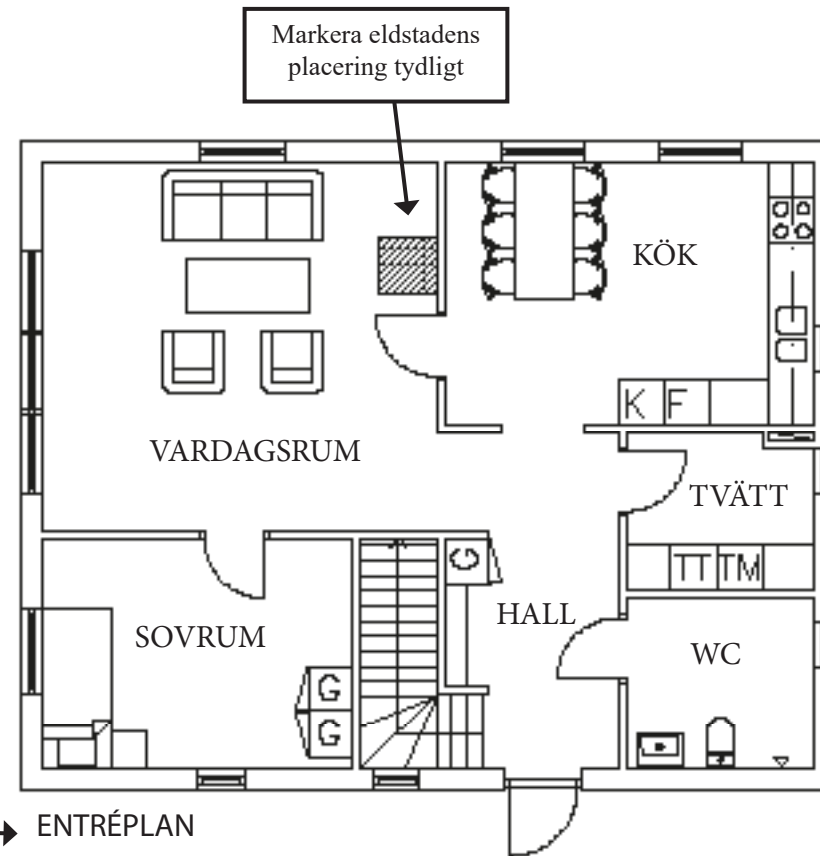 Markera eldstadens
placering tydligt
KÖK
K F
VARDAGSRUM
TVÄTT
TT TM
G
HALL
SOVRUM
WC
G
G
ENTRÉPLAN